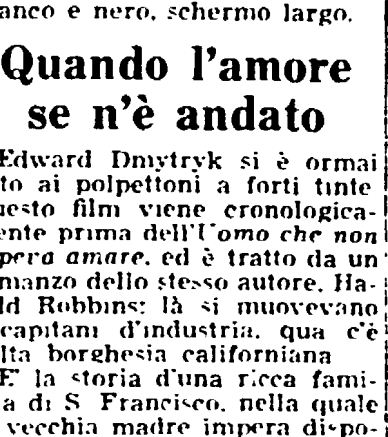 anco e nero, schermo largo.
Quando l'amore
se n'è andato
Edward Dmytryk si è ormai
to ai polpettoni a forti tinte
uesto film viene cronologica-
ente prima dell'Uomo che non
peva amare, ed è tratto da un
manzo dello stesso autore, Ha-
ld Robbins: là si muovevano
capitani d'industria, qua c'è
lta borghesia californiana
E' la storia d'una ricca fami-
a di S. Francisco, nella quale
vecchia madre impera dispo-